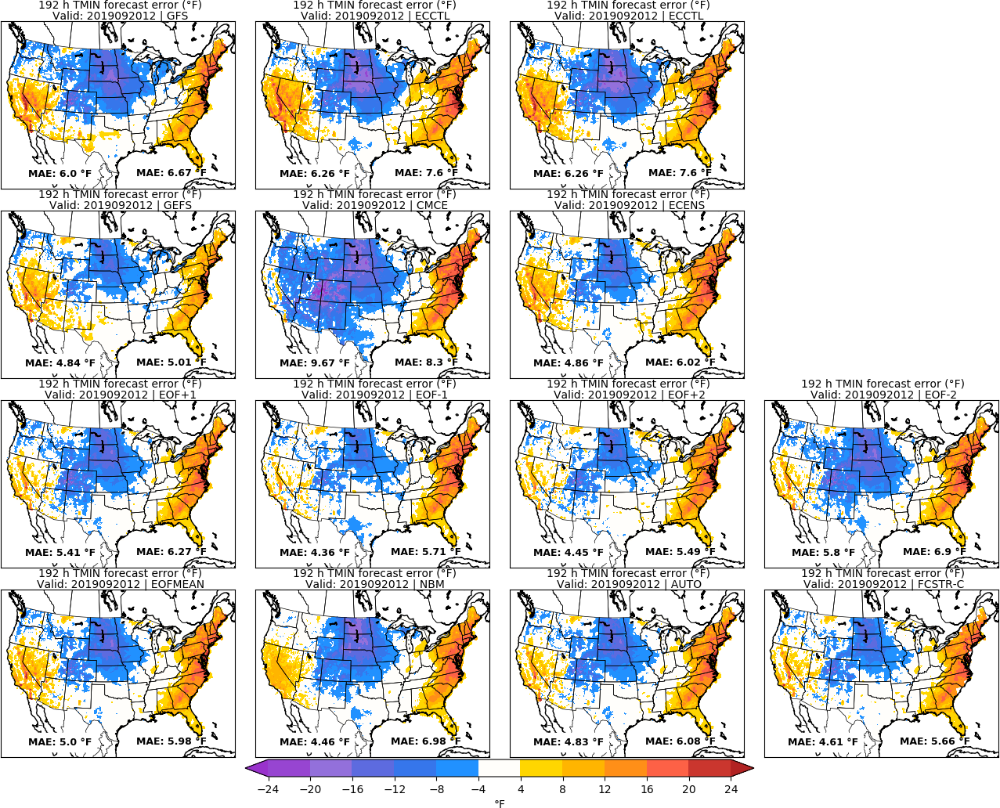 192 h TMIN forecast error (°F)
Valid: 2019092012 | GFS
MAE: 6.0 °F
MAE: 6.67 °F
192 h TMIN forecast error (°F)
Valid: 2019092012 | ECCTL
MAE: 6.26 °F
MAE: 7.6 °F
192 h TMIN forecast error (°F)
Valid: 2019092012 | ECCTL
MAE: 6.26 °F
MAE: 7.6 °F
192 h TMIN forecast error (°F)
Valid: 2019092012 | GEFS
MAE: 4.84 °F
MAE: 5.01 °F
192 h TMIN forecast error (°F)
Valid: 2019092012 | CMCE
MAE: 9.67 °F
MAE: 8.3 °F
192 h TMIN forecast error (°F)
Valid: 2019092012 | ECENS
MAE: 4.86 °F
MAE: 6.02 °F
192 h TMIN forecast error (°F)
Valid: 2019092012 | EOF+1
MAE: 5.41 °F
MAE: 6.27 °F
192 h TMIN forecast error (°F)
Valid: 2019092012 | EOF-1
MAE: 4.36 °F
MAE: 5.71 °F
192 h TMIN forecast error (°F)
Valid: 2019092012 | EOF+2
MAE: 4.45 °F
MAE: 5.49 °F
192 h TMIN forecast error (°F)
Valid: 2019092012 | EOF-2
MAE: 5.8 °F
MAE: 6.9 °F
192 h TMIN forecast error (°F)
Valid: 2019092012 | EOFMEAN
MAE: 5.0 °F
MAE: 5.98 °F
192 h TMIN forecast error (°F)
Valid: 2019092012 | NBM
MAE: 4.46 °F
MAE: 6.98 °F
192 h TMIN forecast error (°F)
Valid: 2019092012 | AUTO
MAE: 4.83 °F
MAE: 6.08 °F
192 h TMIN forecast error (°F)
Valid: 2019092012 | FCSTR-C
MAE: 4.61 °F
MAE: 5.66 °F
−24 −20 −16 −12 −8 −4 4 8 12 16 20 24
°F